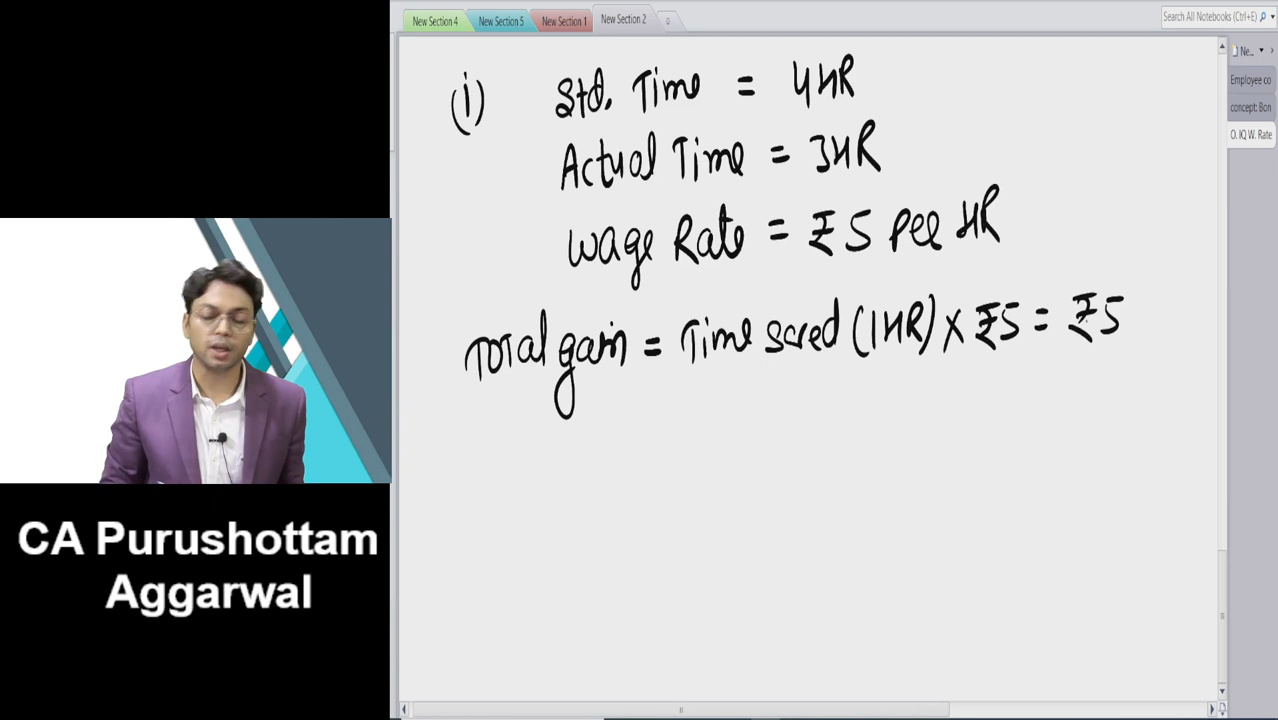 New Section 4
New Section 5
New Section 1
New Section 2
Search All Notebooks (Ctrl+E)
Ne...
Employee co
concept: Bon
O. IQ W. Rate
(i) Std. Time = 4HR
Actual Time = 3HR
Wage Rate = ₹5 Per HR
Total gain = Time saved (1HR) X ₹5 = ₹5
CA Purushottam
Aggarwal